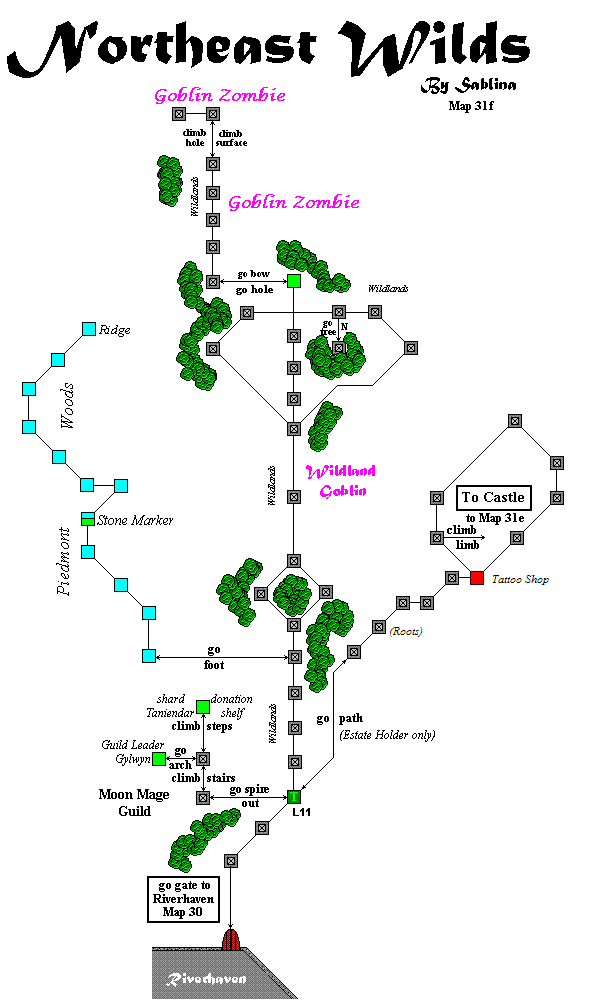 Northeast Wilds
By Sablina
Map 31f
Goblin Zombie
climb hole
climb surface
Wildlands
Goblin Zombie
go bow
go hole
Wildlands
go tree
N
Ridge
Woods
Wildland
Goblin
Wildlands
To Castle
to Map 31e
climb
limb
Stone Marker
Piedmont
Tattoo Shop
(Roots)
go
foot
shard
Taniendar
donation
shelf
climb steps
Wildlands
go path
(Estate Holder only)
Guild Leader
Gylwyn
go
arch
climb stairs
Moon Mage
Guild
go spire
out
L11
go gate to
Riverhaven
Map 30
Riverhaven